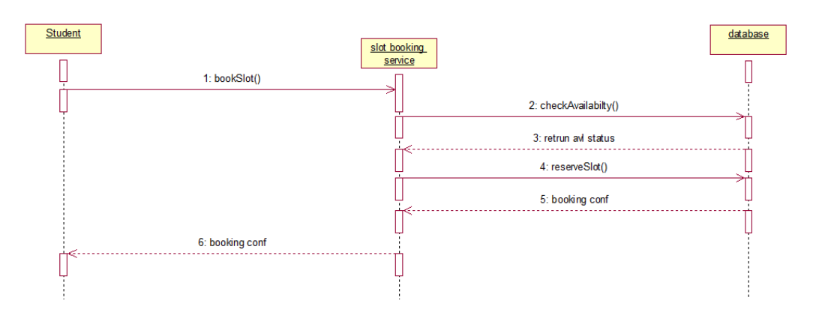 Student
slot booking
service
database
1: bookSlot()
2: checkAvailabilty()
3: retrun avl status
4: reserveSlot()
5: booking conf
6: booking conf